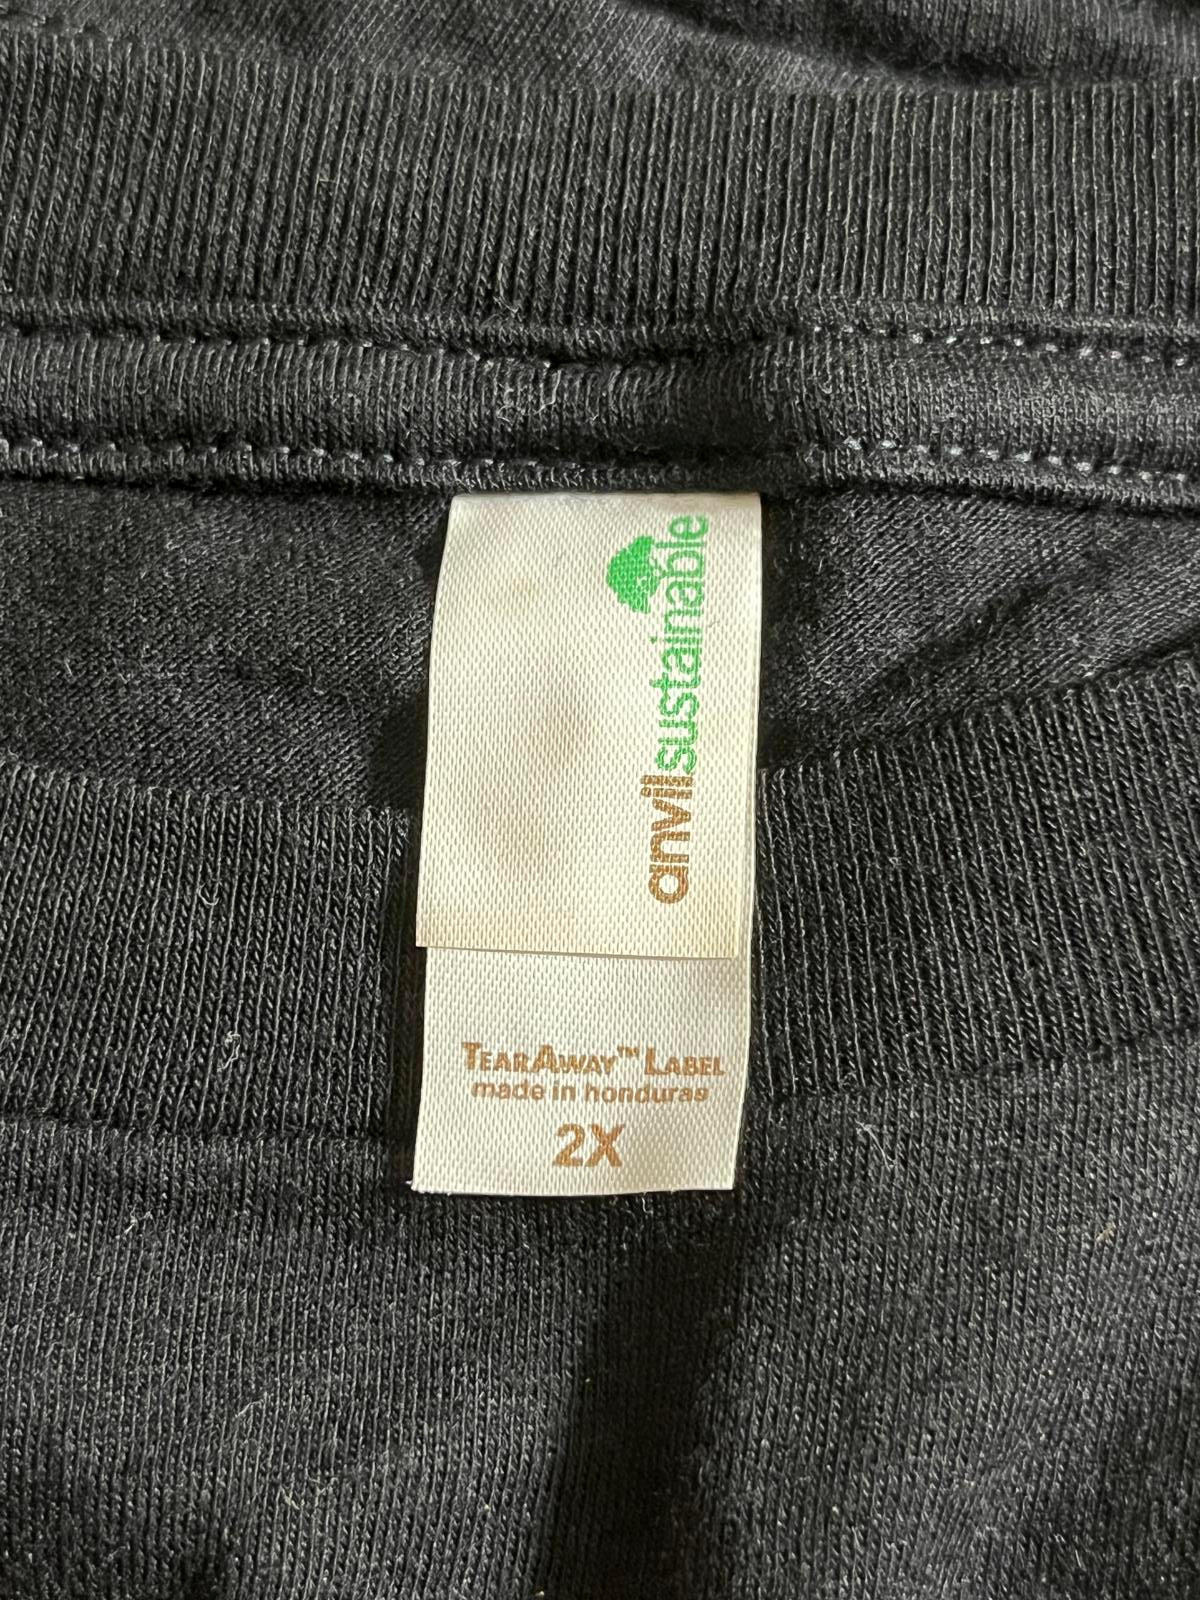 anvilsustainable
TEARAWAY™ LABEL
made in honduras
2X